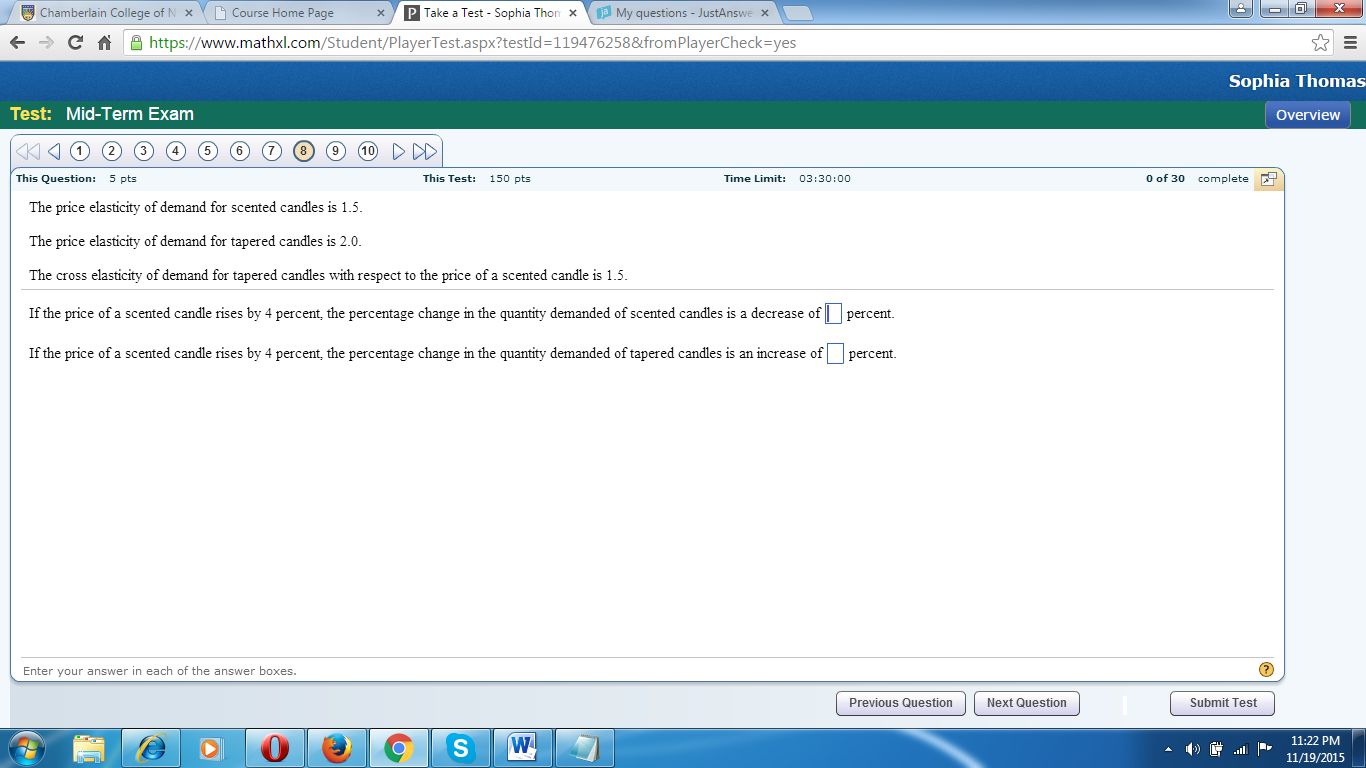 Chamberlain College of N
Course Home Page
Take a Test - Sophia Thom
My questions - JustAnswe
https://www.mathxl.com/Student/PlayerTest.aspx?testId=119476258&fromPlayerCheck=yes
Sophia Thomas
Test: Mid-Term Exam
Overview
1 2 3 4 5 6 7 8 9 10
This Question: 5 pts This Test: 150 pts Time Limit: 03:30:00 0 of 30 complete
The price elasticity of demand for scented candles is 1.5.
The price elasticity of demand for tapered candles is 2.0.
The cross elasticity of demand for tapered candles with respect to the price of a scented candle is 1.5.
If the price of a scented candle rises by 4 percent, the percentage change in the quantity demanded of scented candles is a decrease of percent.
If the price of a scented candle rises by 4 percent, the percentage change in the quantity demanded of tapered candles is an increase of percent.
Enter your answer in each of the answer boxes.
?
Previous Question Next Question Submit Test
11:22 PM
11/19/2015